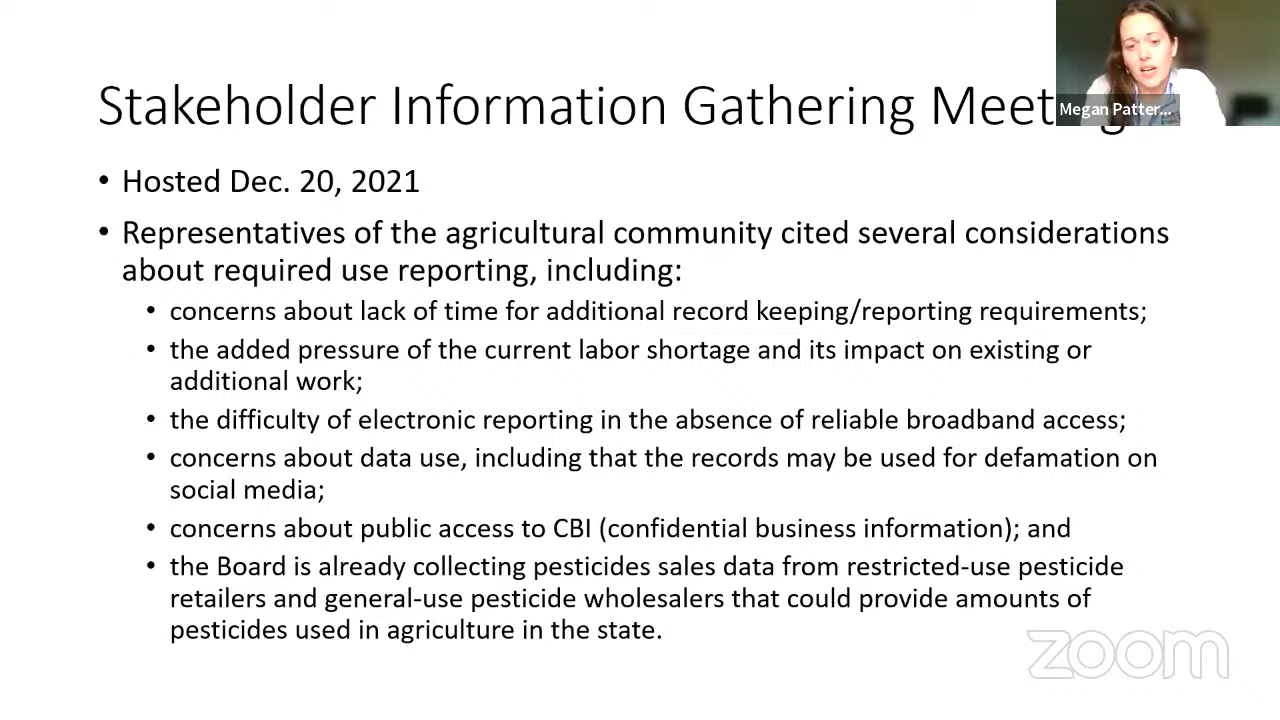 Stakeholder Information Gathering Meeting
Megan Patter...
• Hosted Dec. 20, 2021
• Representatives of the agricultural community cited several considerations
about required use reporting, including:
• concerns about lack of time for additional record keeping/reporting requirements;
• the added pressure of the current labor shortage and its impact on existing or
additional work;
• the difficulty of electronic reporting in the absence of reliable broadband access;
• concerns about data use, including that the records may be used for defamation on
social media;
• concerns about public access to CBI (confidential business information); and
• the Board is already collecting pesticides sales data from restricted-use pesticide
retailers and general-use pesticide wholesalers that could provide amounts of
pesticides used in agriculture in the state.
zoom